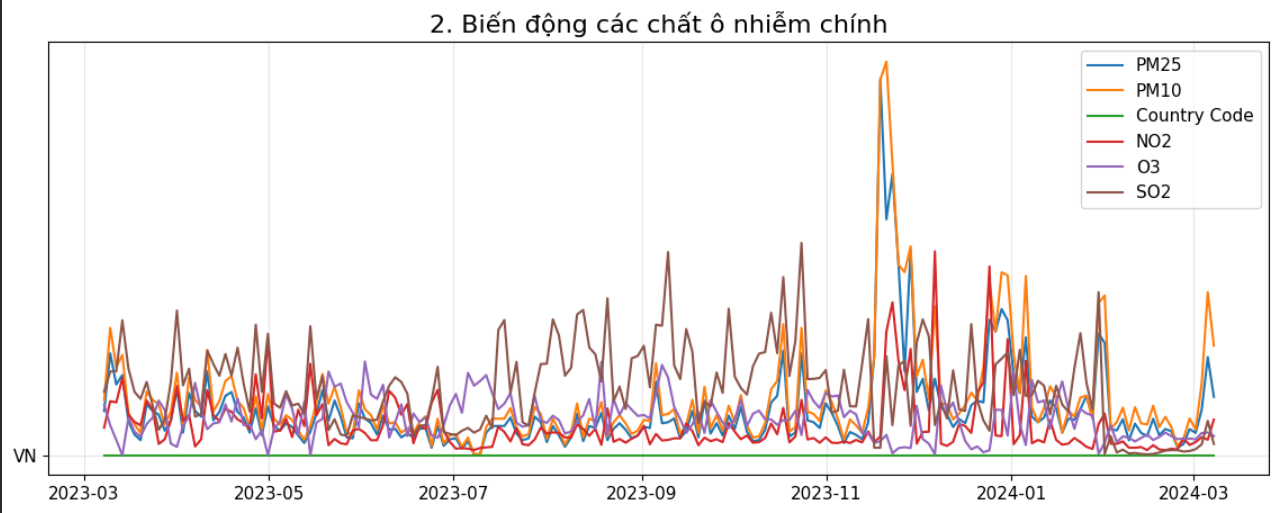 2. Biến động các chất ô nhiễm chính
PM25
PM10
Country Code
NO2
O3
SO2
VN
2023-03 2023-05 2023-07 2023-09 2023-11 2024-01 2024-03